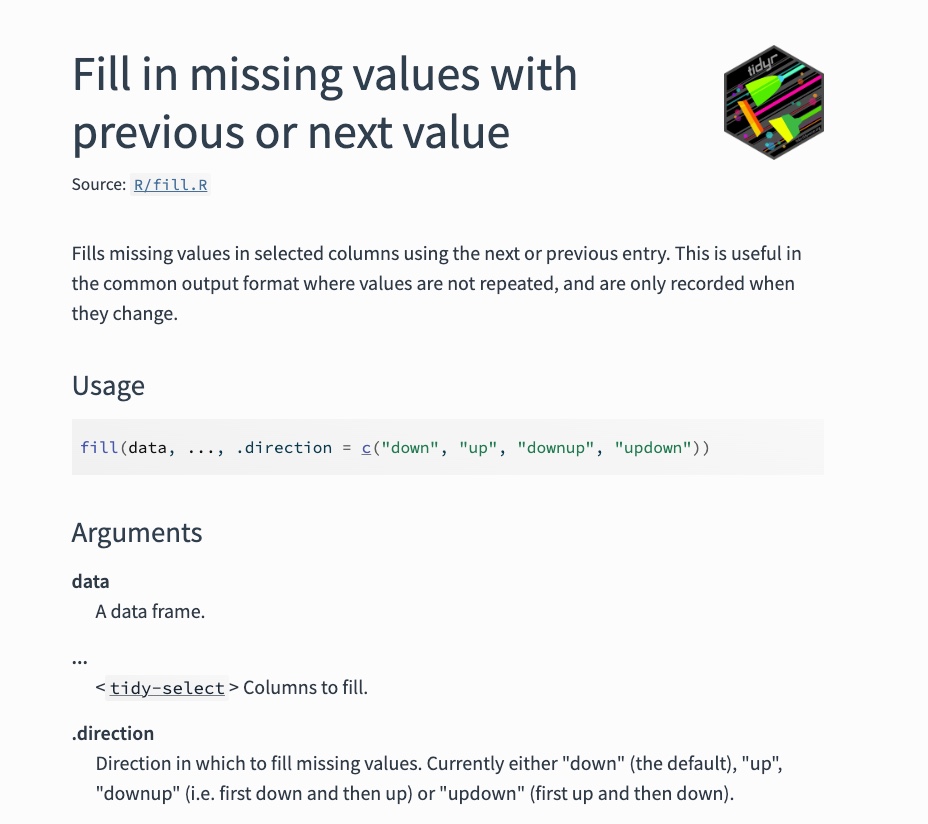 Fill in missing values with
previous or next value
tidyr
Source: R/fill.R
Fills missing values in selected columns using the next or previous entry. This is useful in
the common output format where values are not repeated, and are only recorded when
they change.
Usage
fill(data, ..., .direction = c("down", "up", "downup", "updown"))
Arguments
data
A data frame.
...
<tidy-select> Columns to fill.
.direction
Direction in which to fill missing values. Currently either "down" (the default), "up",
"downup" (i.e. first down and then up) or "updown" (first up and then down).